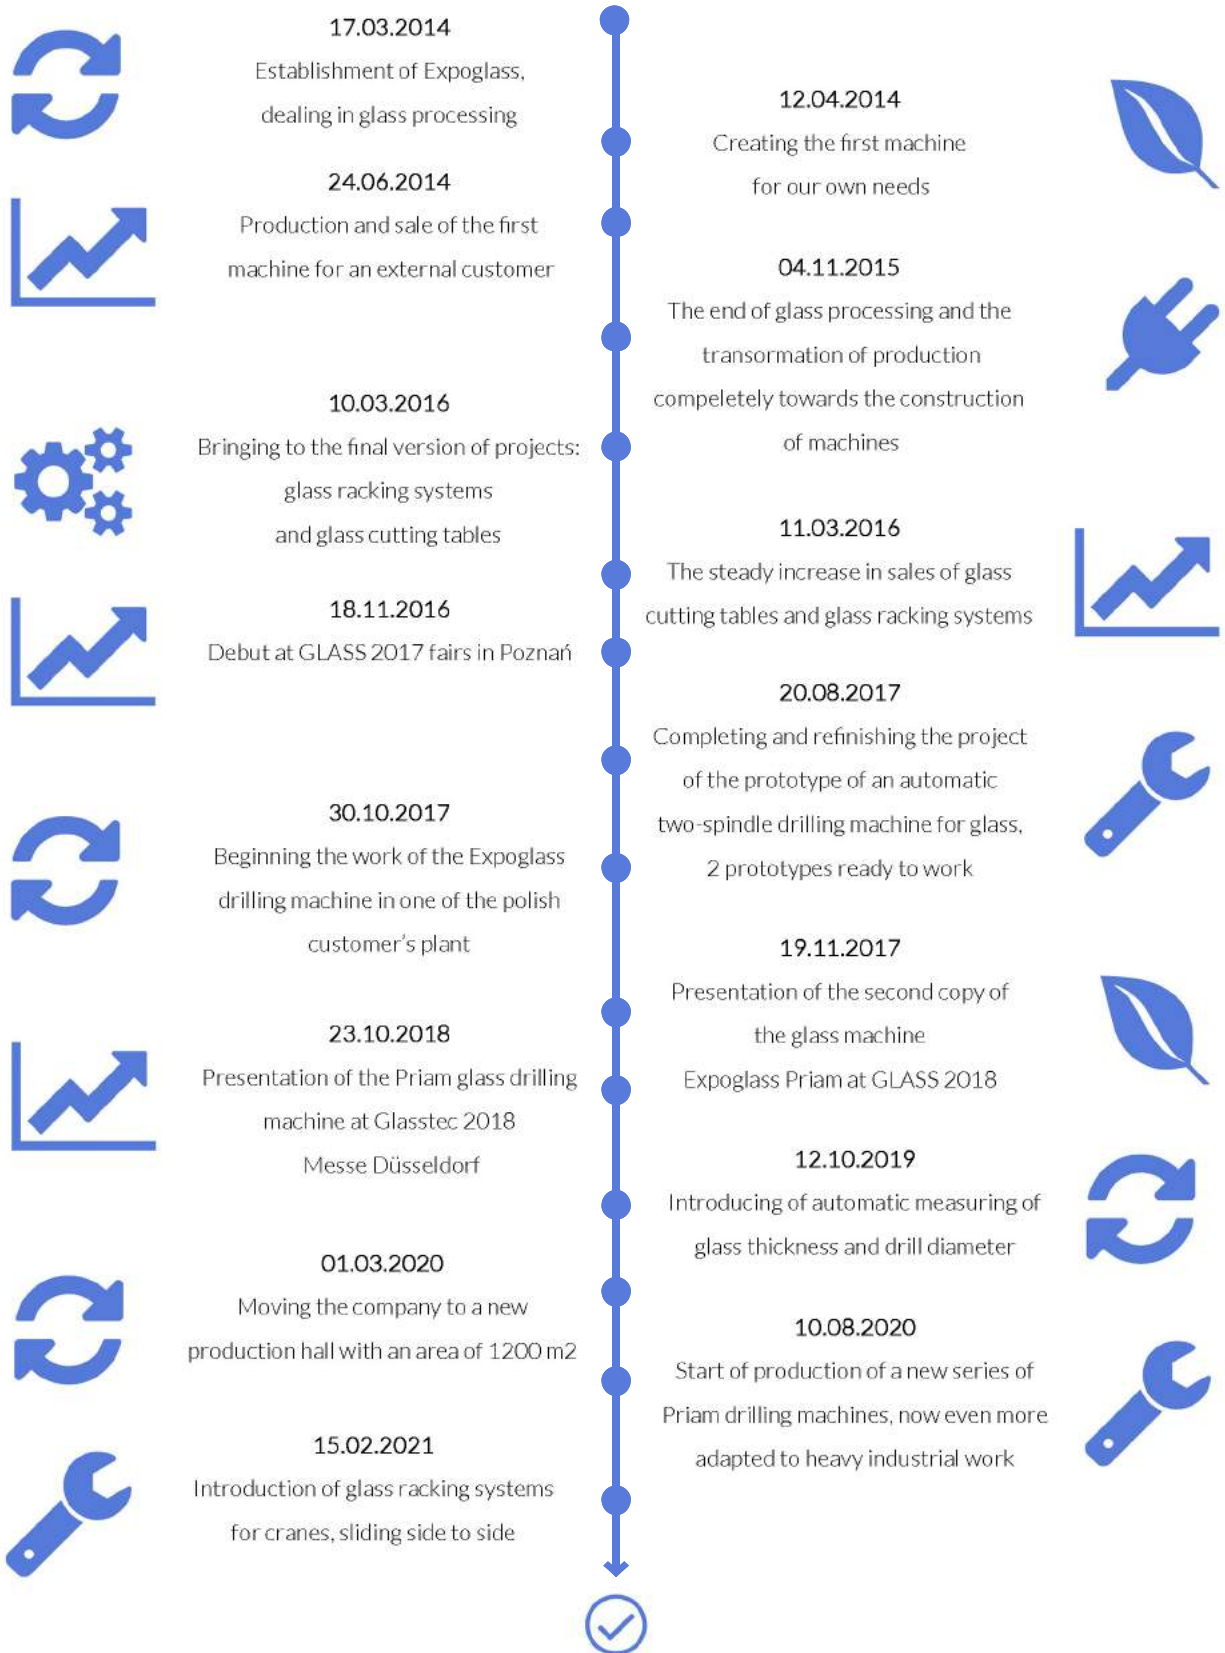 17.03.2014
Establishment of Expoglass,
dealing in glass processing
12.04.2014
Creating the first machine
for our own needs
24.06.2014
Production and sale of the first
machine for an external customer
04.11.2015
The end of glass processing and the
transormation of production
compeletely towards the construction
of machines
10.03.2016
Bringing to the final version of projects:
glass racking systems
and glass cutting tables
11.03.2016
The steady increase in sales of glass
cutting tables and glass racking systems
18.11.2016
Debut at GLASS 2017 fairs in Poznań
20.08.2017
Completing and refinishing the project
of the prototype of an automatic
two-spindle drilling machine for glass,
2 prototypes ready to work
30.10.2017
Beginning the work of the Expoglass
drilling machine in one of the polish
customer's plant
19.11.2017
Presentation of the second copy of
the glass machine
Expoglass Priam at GLASS 2018
23.10.2018
Presentation of the Priam glass drilling
machine at Glasstec 2018
Messe Düsseldorf
12.10.2019
Introducing of automatic measuring of
glass thickness and drill diameter
01.03.2020
Moving the company to a new
production hall with an area of 1200 m2
10.08.2020
Start of production of a new series of
Priam drilling machines, now even more
adapted to heavy industrial work
15.02.2021
Introduction of glass racking systems
for cranes, sliding side to side